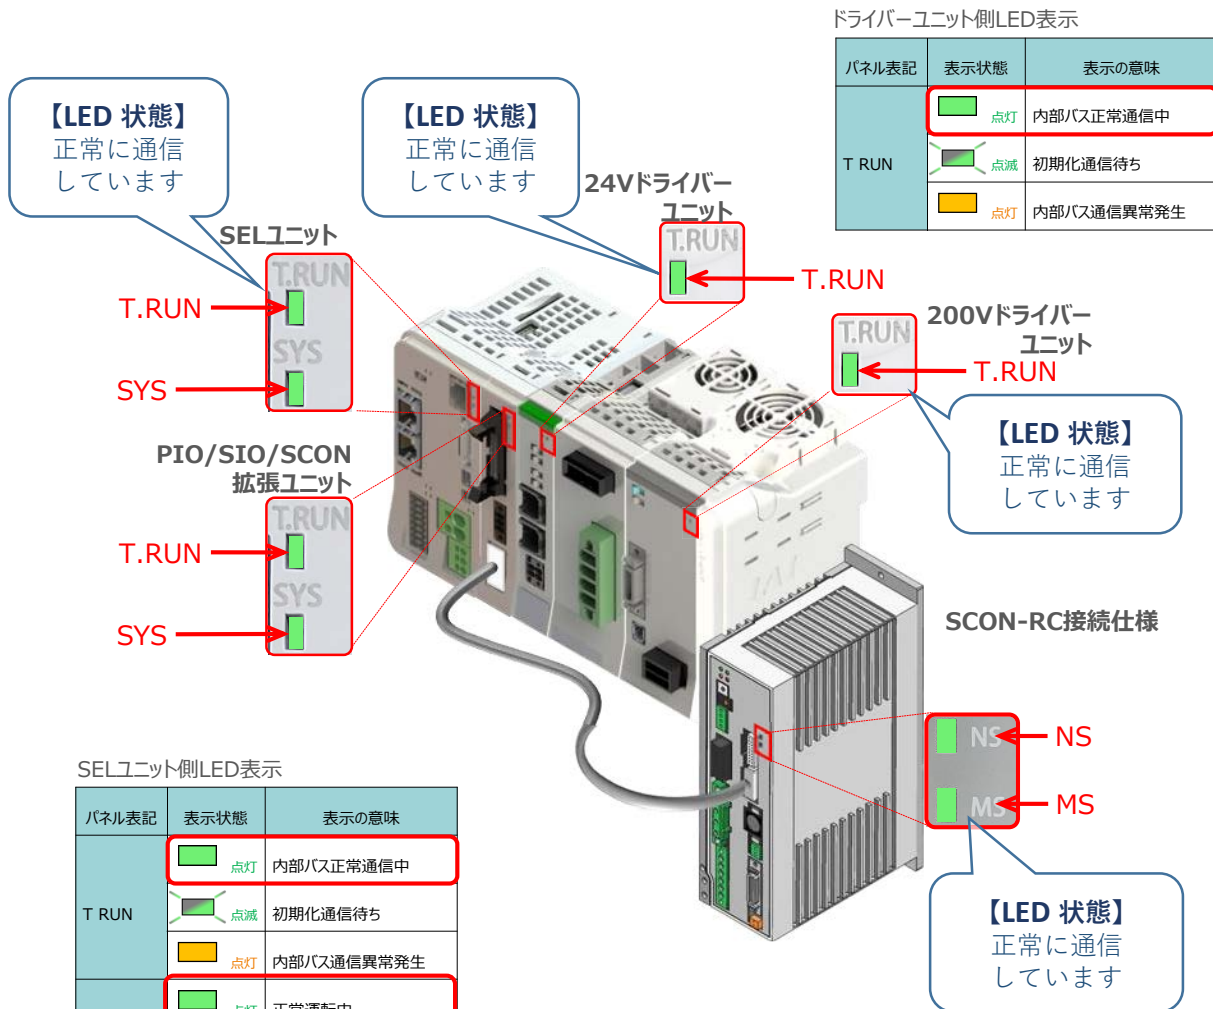 ドライバーユニット側LED表示
パネル表記 表示状態 表示の意味
T RUN
点灯 内部バス正常通信中
点滅 初期化通信待ち
点灯 内部バス通信異常発生
【LED 状態】
正常に通信
しています
【LED 状態】
正常に通信
しています
24Vドライバー
ユニット
T.RUN
T.RUN
SELユニット
T.RUN
T.RUN
SYS
SYS
200Vドライバー
ユニット
T.RUN
T.RUN
【LED 状態】
正常に通信
しています
PIO/SIO/SCON
拡張ユニット
T.RUN
T.RUN
SYS
SYS
SCON-RC接続仕様
NS
NS
MS
MS
【LED 状態】
正常に通信
しています
SELユニット側LED表示
パネル表記 表示状態 表示の意味
T RUN
点灯 内部バス正常通信中
点滅 初期化通信待ち
点灯 内部バス通信異常発生
点灯 正常運転中